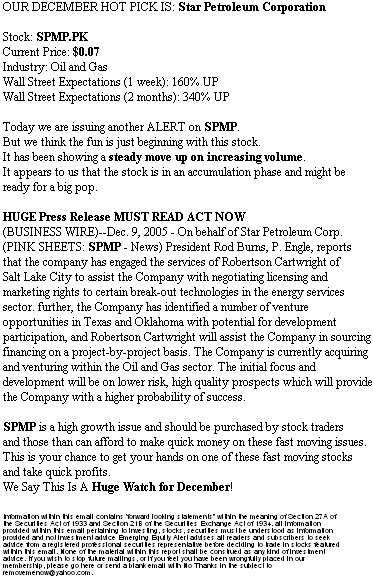 OUR DECEMBER HOT PICK IS: Star Petroleum Corporation
Stock: SPMP.PK
Current Price: $0.07
Industry: Oil and Gas
Wall Street Expectations (1 week): 160% UP
Wall Street Expectations (2 months): 340% UP
Today we are issuing another ALERT on SPMP.
But we think the fun is just beginning with this stock.
It has been showing a steady move up on increasing volume.
It appears to us that the stock is in an accumulation phase and might be
ready for a big pop.
HUGE Press Release MUST READ ACT NOW
(BUSINESS WIRE)--Dec. 9, 2005 - On behalf of Star Petroleum Corp.
(PINK SHEETS: SPMP - News) President Rod Burns, P. Engle, reports
that the company has engaged the services of Robertson Cartwright of
Salt Lake City to assist the Company with negotiating licensing and
marketing rights to certain break-out technologies in the energy services
sector. further, the Company has identified a number of venture
opportunities in Texas and Oklahoma with potential for development
participation, and Robertson Cartwright will assist the Company in sourcing
financing on a project-by-project basis. The Company is currently acquiring
and venturing within the Oil and Gas sector. The initial focus and
development will be on lower risk, high quality prospects which will provide
the Company with a higher probability of success.
SPMP is a high growth issue and should be purchased by stock traders
and those than can afford to make quick money on these fast moving issues.
This is your chance to get your hands on one of these fast moving stocks
and take quick profits.
We Say This Is A Huge Watch for December!
Information within this email contains "forward looking statements" within the meaning of Section 27A of
the Securities Act of 1933 and Section 21B of the Securities Exchange Act of 1934. all Information
provided within this email pertaining to investing, stocks, securities must be understood as information
provided and not investment advice. Emerging Equity Alert advises all readers and subscribers to seek
advice from a registered professional securities representative before deciding to trade in stocks featured
within this email. None of the material within this report shall be construed as any kind of investment
advice. If you wish to stop future mailings, or if you feel you have been wrongfully placed in our
membership, please go here or send a blank email with No Thanks in the subject to
removemenow@yahoo.com.